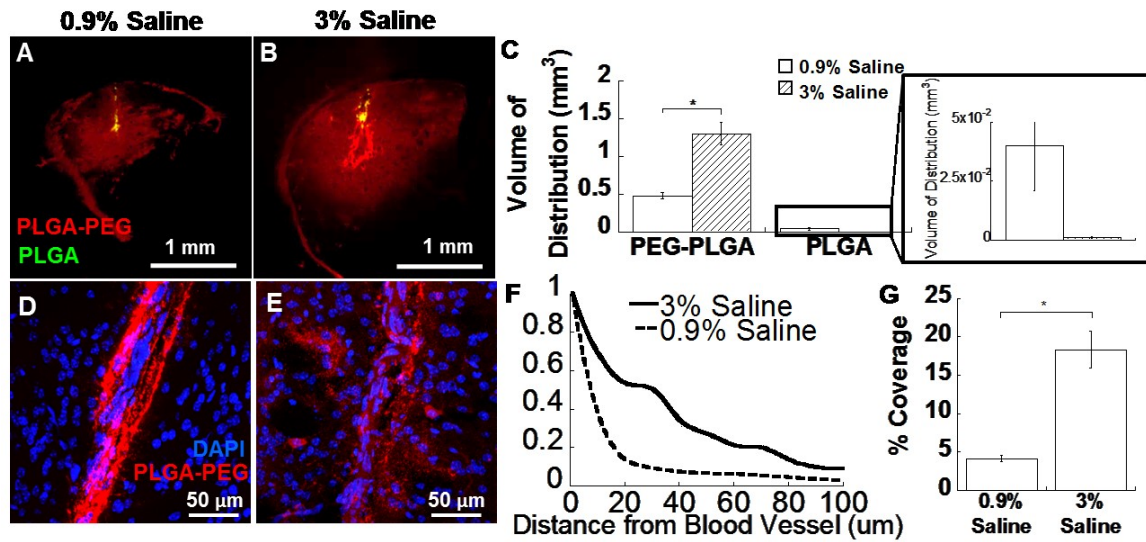 0.9% Saline
3% Saline
A
B
PLGA-PEG
PLGA
1 mm
1 mm
C
0.9% Saline
3% Saline
Volume of
Distribution (mm³)
2
1.5
1
0.5
0
*
PEG-PLGA
PLGA
Volume of Distribution (mm³)
5x10⁻²
2.5x10⁻²
0
D
E
DAPI
PLGA-PEG
50 µm
50 µm
F
3% Saline
0.9% Saline
1
0.8
0.6
0.4
0.2
0
0 20 40 60 80 100
Distance from Blood Vessel (um)
G
% Coverage
25
20
15
10
5
0
*
0.9%
Saline
3%
Saline